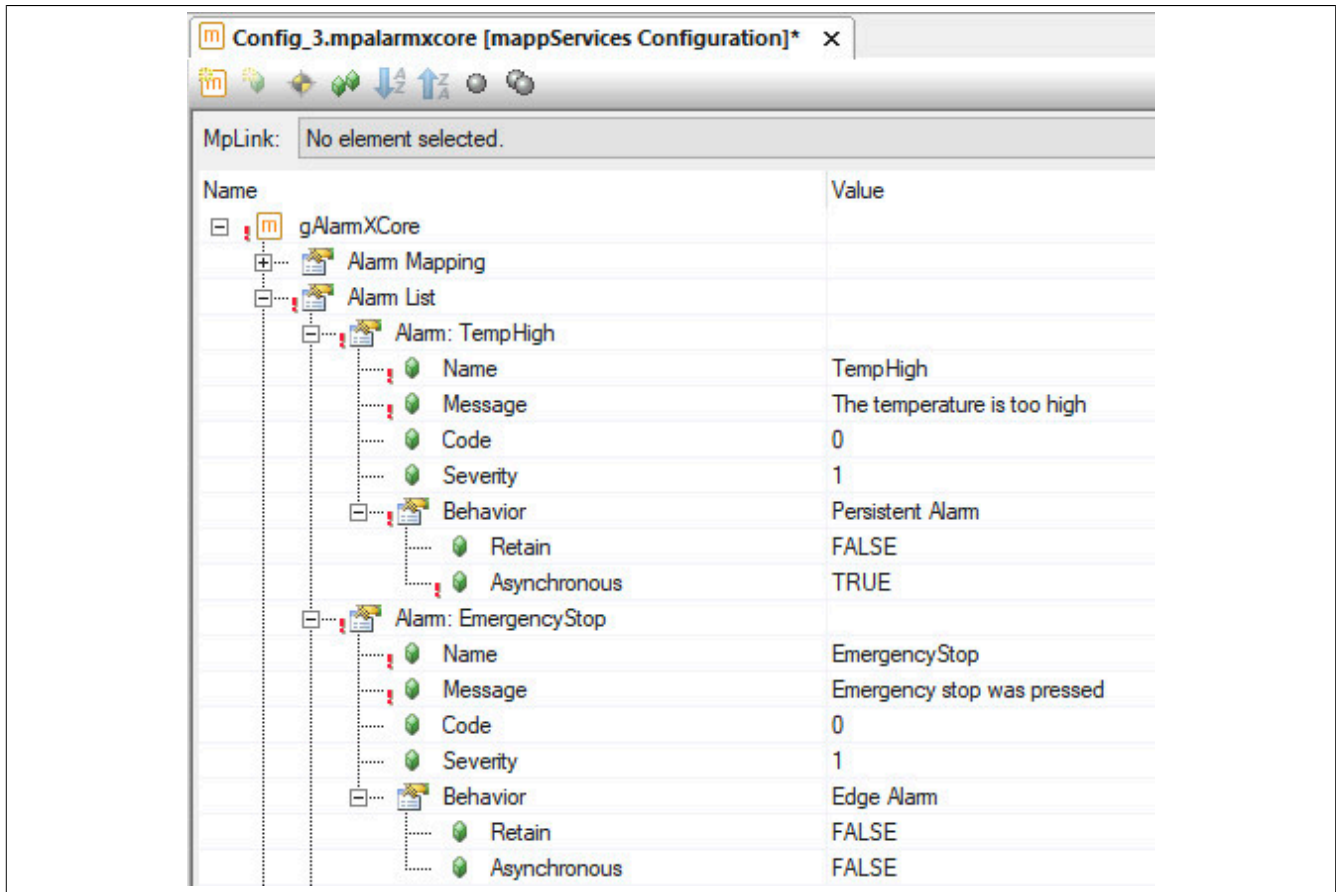 Config_3.mpalarmxcore [mappServices Configuration]* ×
MpLink: No element selected.
Name Value
gAlarmXCore
Alarm Mapping
Alarm List
Alarm: TempHigh
Name TempHigh
Message The temperature is too high
Code 0
Severity 1
Behavior Persistent Alarm
Retain FALSE
Asynchronous TRUE
Alarm: EmergencyStop
Name EmergencyStop
Message Emergency stop was pressed
Code 0
Severity 1
Behavior Edge Alarm
Retain FALSE
Asynchronous FALSE